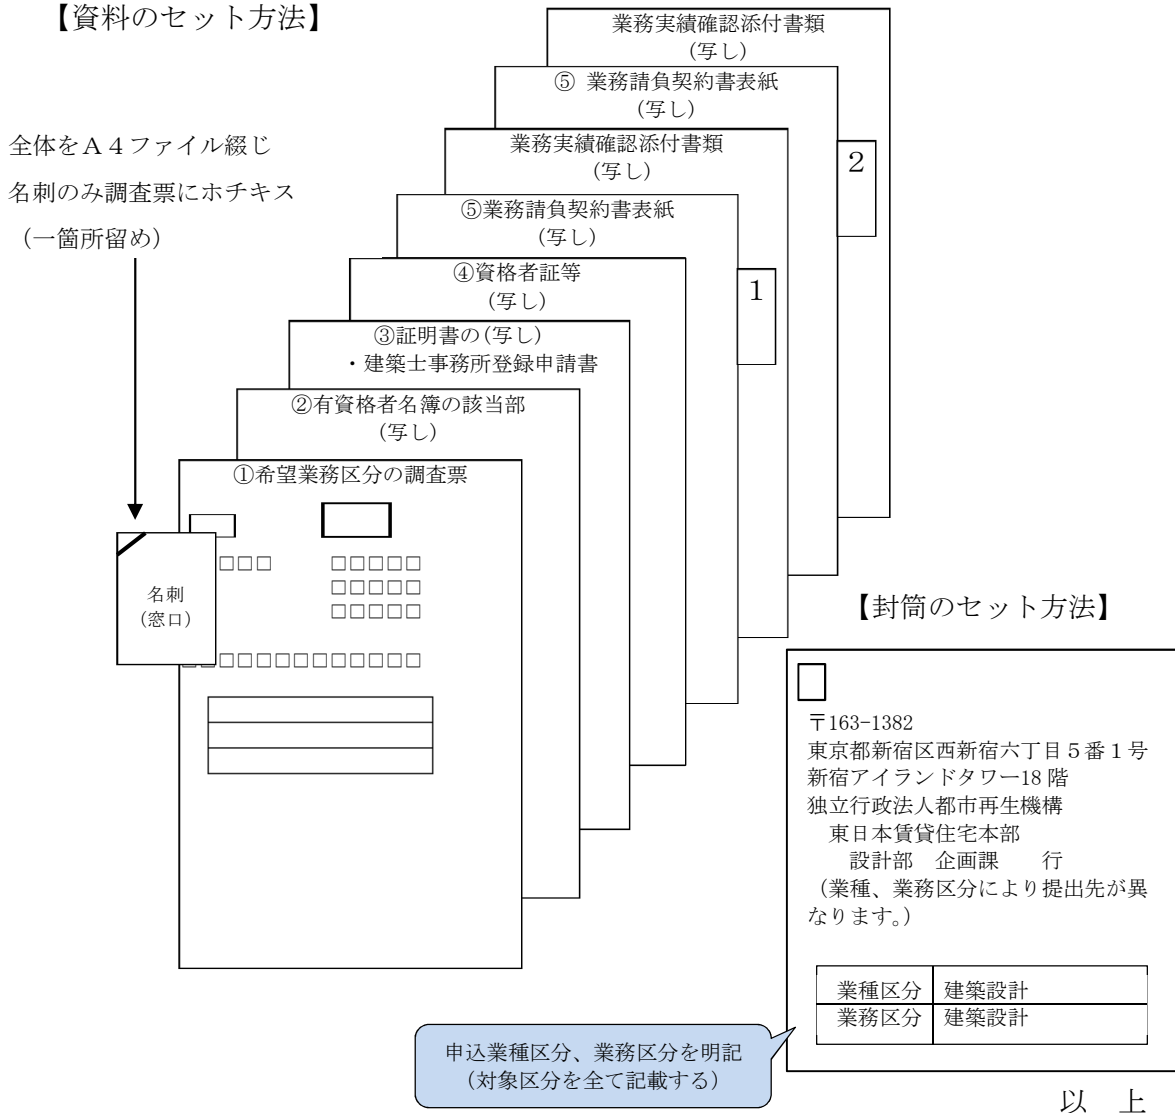 【資料のセット方法】
業務実績確認添付書類
(写し)
⑤ 業務請負契約書表紙
(写し)
2
業務実績確認添付書類
(写し)
⑤業務請負契約書表紙
(写し)
1
④資格者証等
(写し)
③証明書の(写し)
・建築士事務所登録申請書
②有資格者名簿の該当部
(写し)
①希望業務区分の調査票
全体をA4ファイル綴じ
名刺のみ調査票にホチキス
(一箇所留め)
名刺
(窓口)
□□□ □□□□□
□□□□□
□□□□□
□□□□□□□□□□□□□
【封筒のセット方法】
〒163-1382
東京都新宿区西新宿六丁目5番1号
新宿アイランドタワー18階
独立行政法人都市再生機構
東日本賃貸住宅本部
設計部 企画課 行
(業種、業務区分により提出先が異
なります。)
業種区分 建築設計
業務区分 建築設計
申込業種区分、業務区分を明記
(対象区分を全て記載する)
以 上